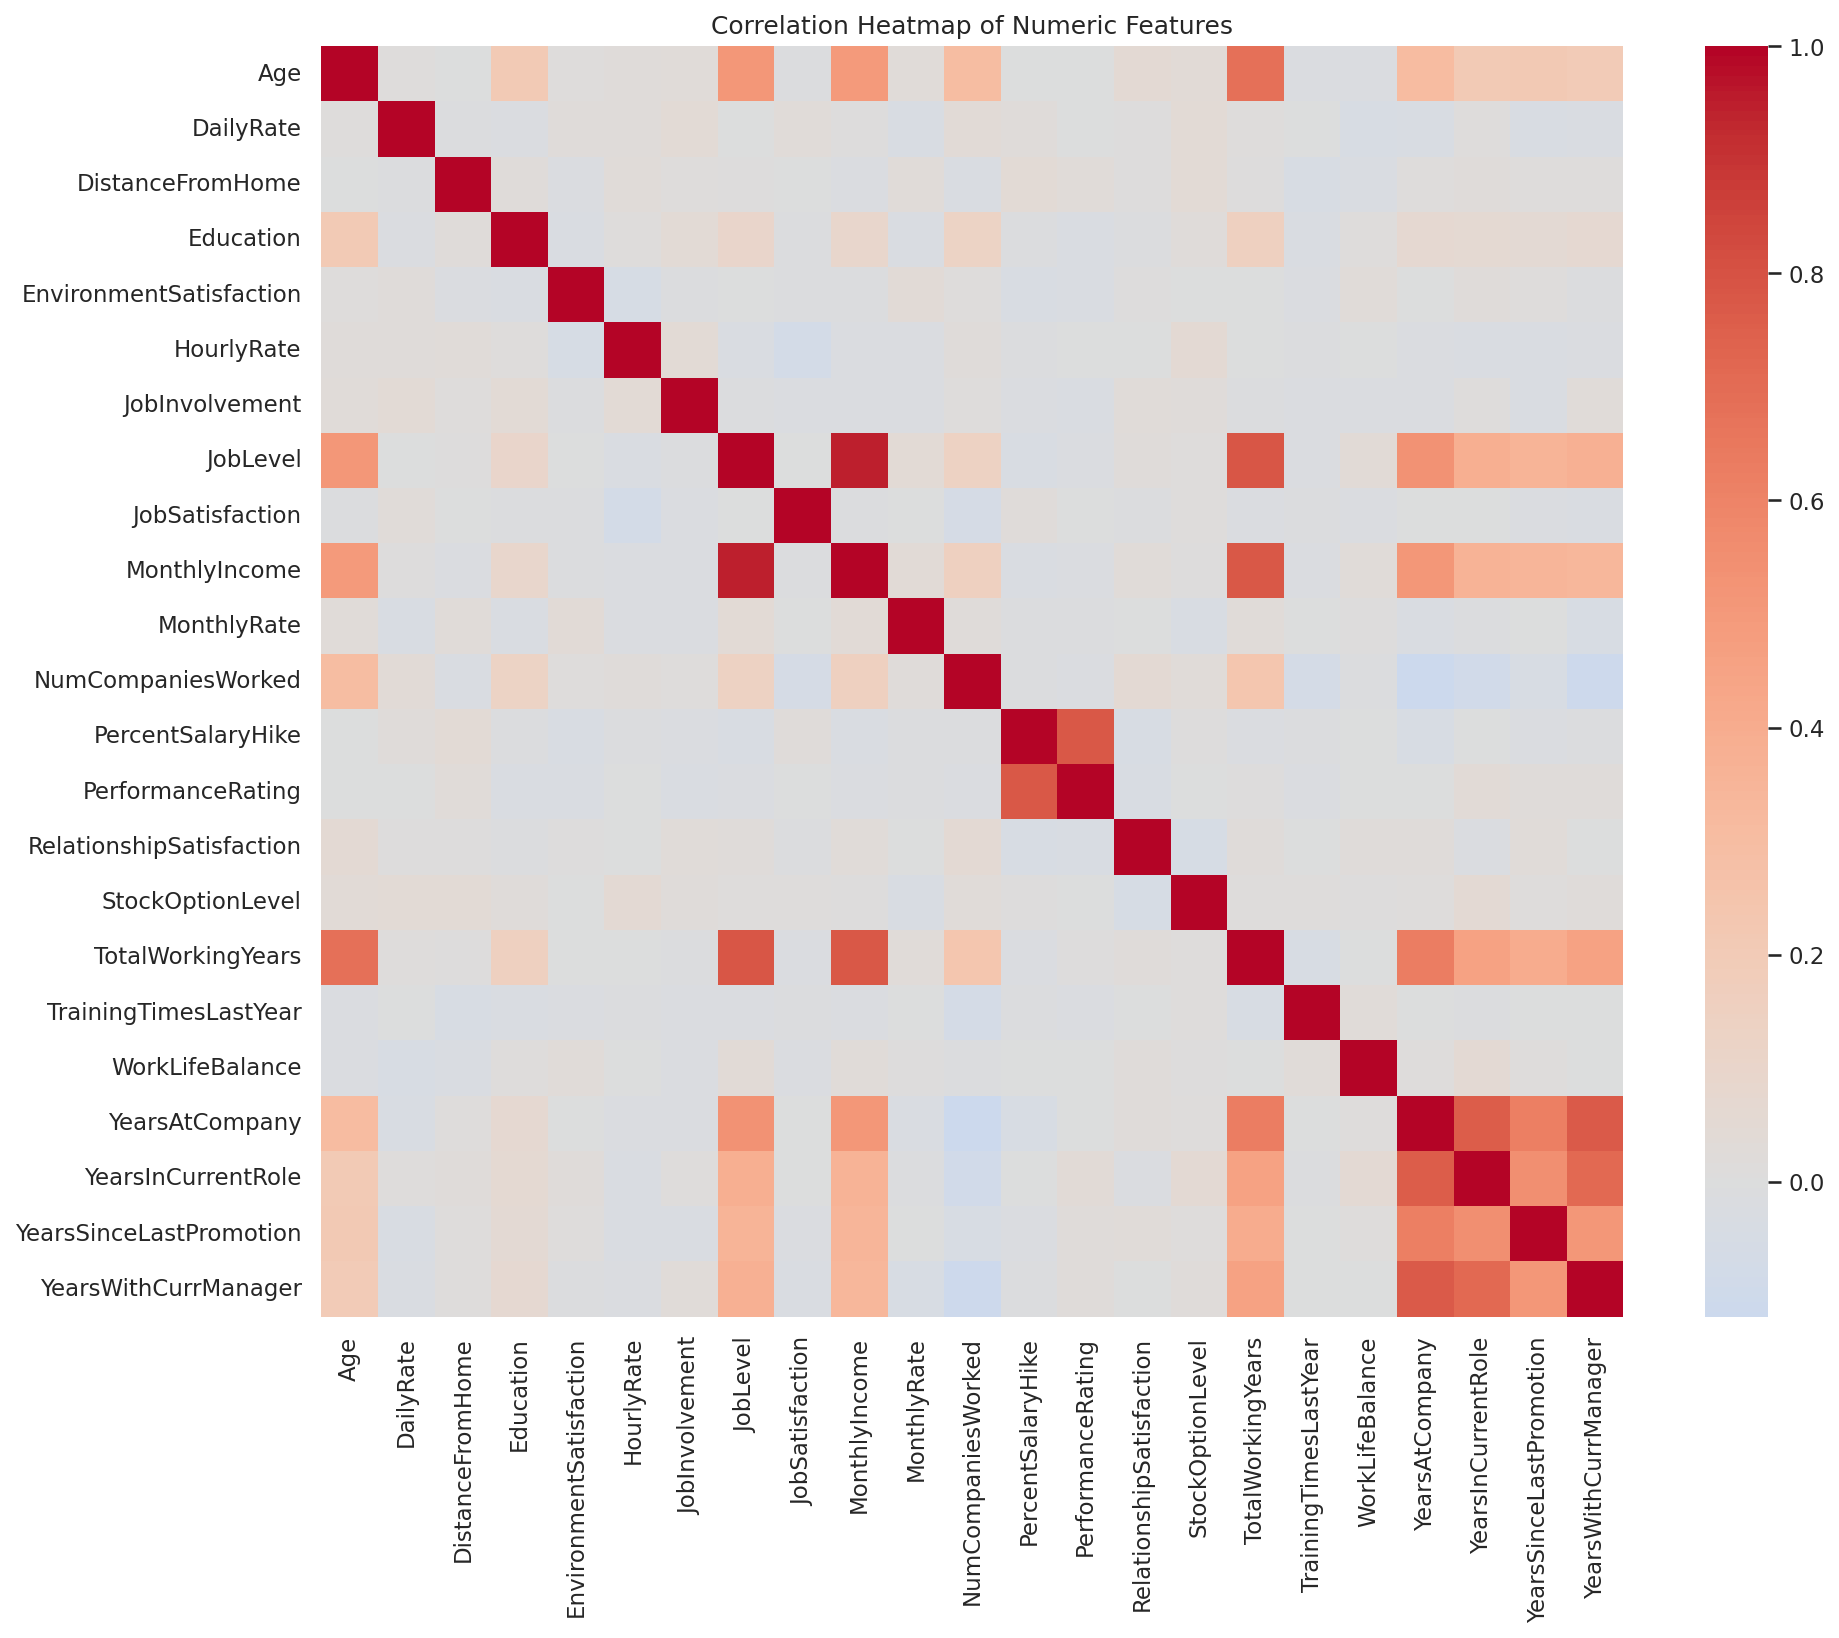 Correlation Heatmap of Numeric Features
Age
DailyRate
DistanceFromHome
Education
EnvironmentSatisfaction
HourlyRate
JobInvolvement
JobLevel
JobSatisfaction
MonthlyIncome
MonthlyRate
NumCompaniesWorked
PercentSalaryHike
PerformanceRating
RelationshipSatisfaction
StockOptionLevel
TotalWorkingYears
TrainingTimesLastYear
WorkLifeBalance
YearsAtCompany
YearsInCurrentRole
YearsSinceLastPromotion
YearsWithCurrManager
Age
DailyRate
DistanceFromHome
Education
EnvironmentSatisfaction
HourlyRate
JobInvolvement
JobLevel
JobSatisfaction
MonthlyIncome
MonthlyRate
NumCompaniesWorked
PercentSalaryHike
PerformanceRating
RelationshipSatisfaction
StockOptionLevel
TotalWorkingYears
TrainingTimesLastYear
WorkLifeBalance
YearsAtCompany
YearsInCurrentRole
YearsSinceLastPromotion
YearsWithCurrManager
1.0
0.8
0.6
0.4
0.2
0.0